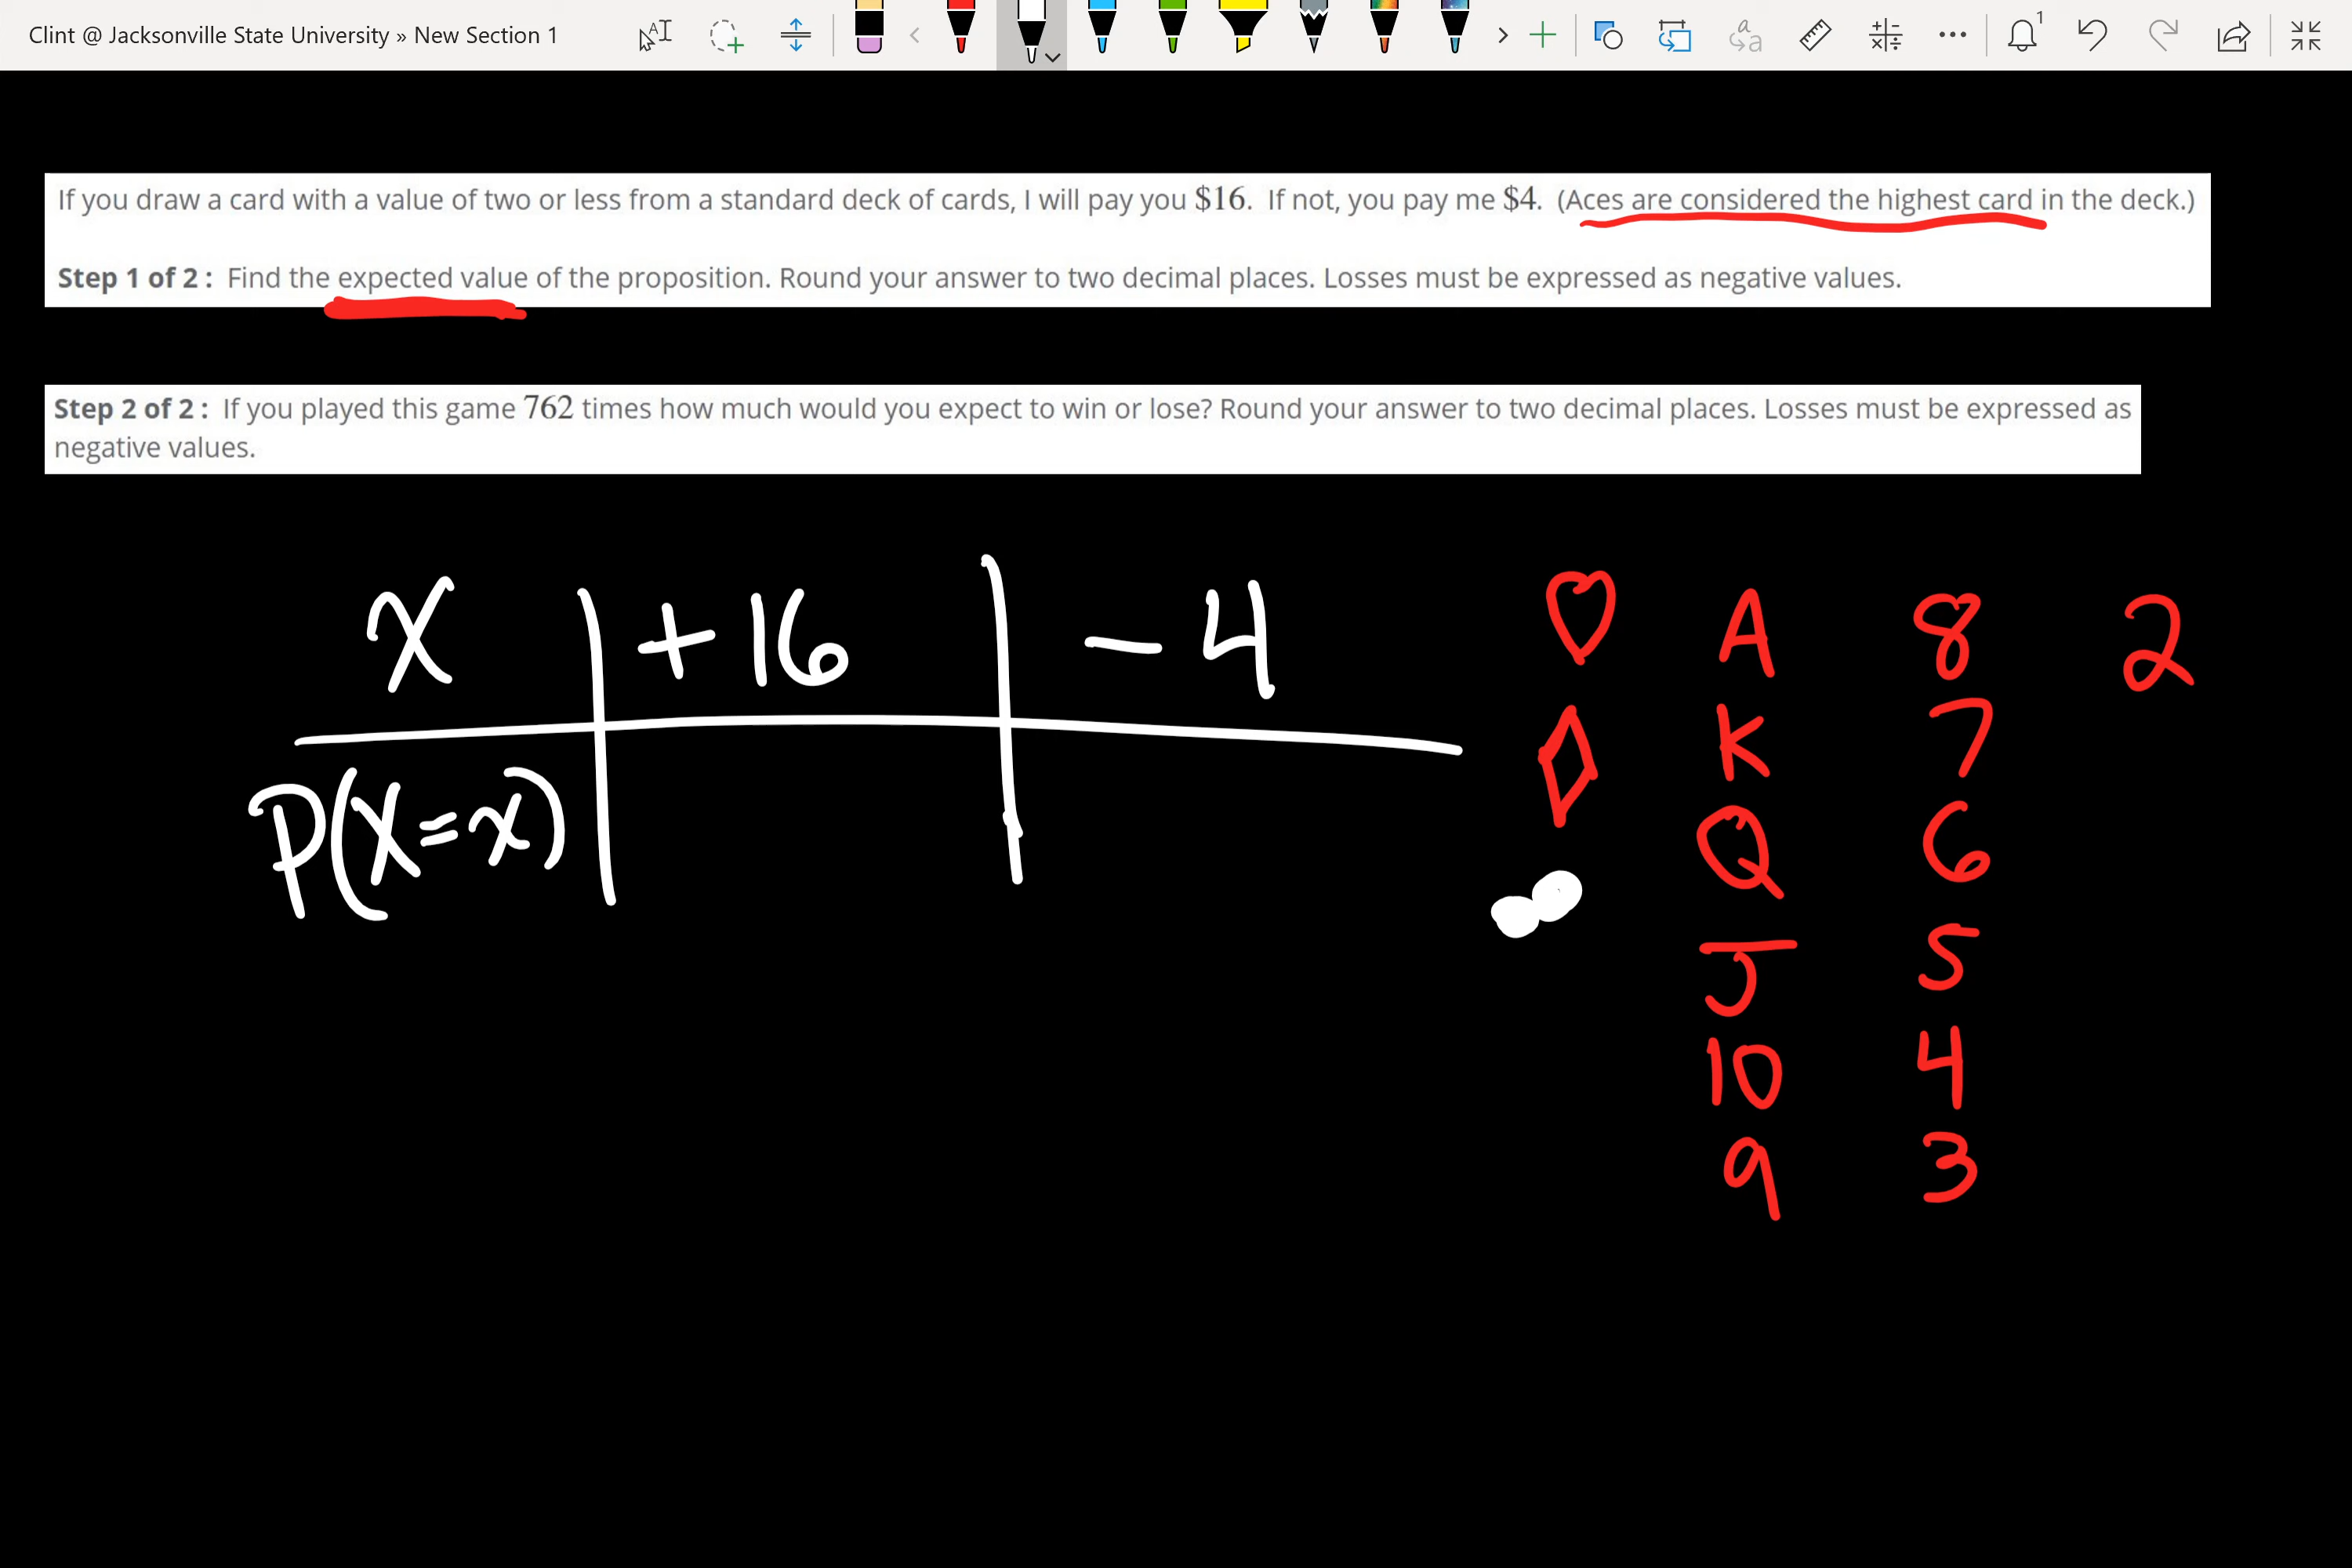 Clint @ Jacksonville State University » New Section 1
1
If you draw a card with a value of two or less from a standard deck of cards, I will pay you $16. If not, you pay me $4. (Aces are considered the highest card in the deck.)
Step 1 of 2 : Find the expected value of the proposition. Round your answer to two decimal places. Losses must be expressed as negative values.
Step 2 of 2 : If you played this game 762 times how much would you expect to win or lose? Round your answer to two decimal places. Losses must be expressed as
negative values.
x +16 -4
P(X=x)
♡ A 8 2
♢ K 7
Q 6
J 5
10 4
9 3